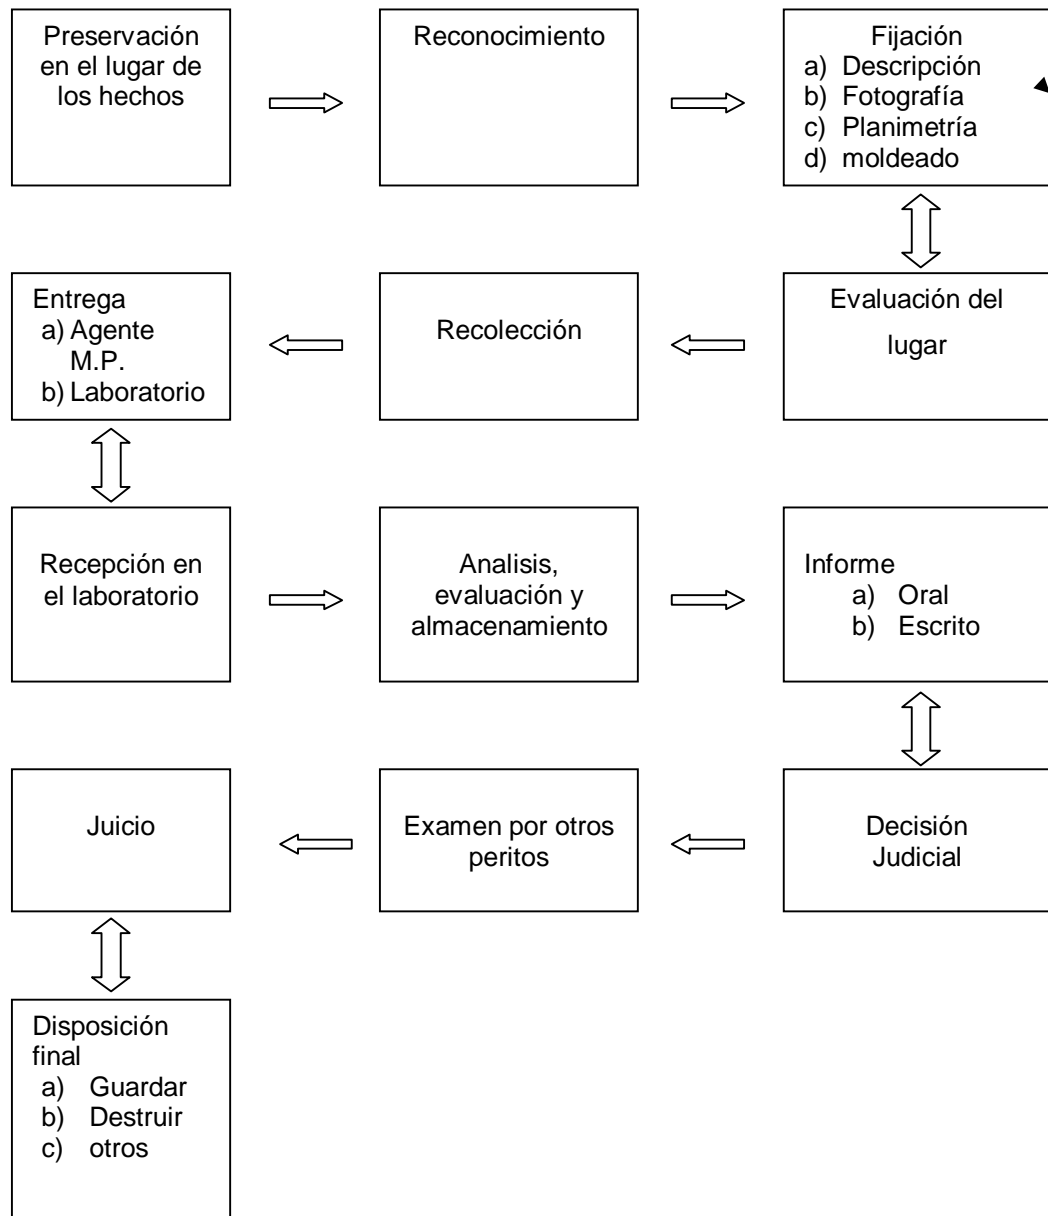 Preservación
en el lugar de
los hechos
Reconocimiento
Fijación
a) Descripción
b) Fotografía
c) Planimetría
d) moldeado
Evaluación del
lugar
Recolección
Entrega
a) Agente
M.P.
b) Laboratorio
Recepción en
el laboratorio
Analisis,
evaluación y
almacenamiento
Informe
a) Oral
b) Escrito
Decisión
Judicial
Examen por otros
peritos
Juicio
Disposición
final
a) Guardar
b) Destruir
c) otros